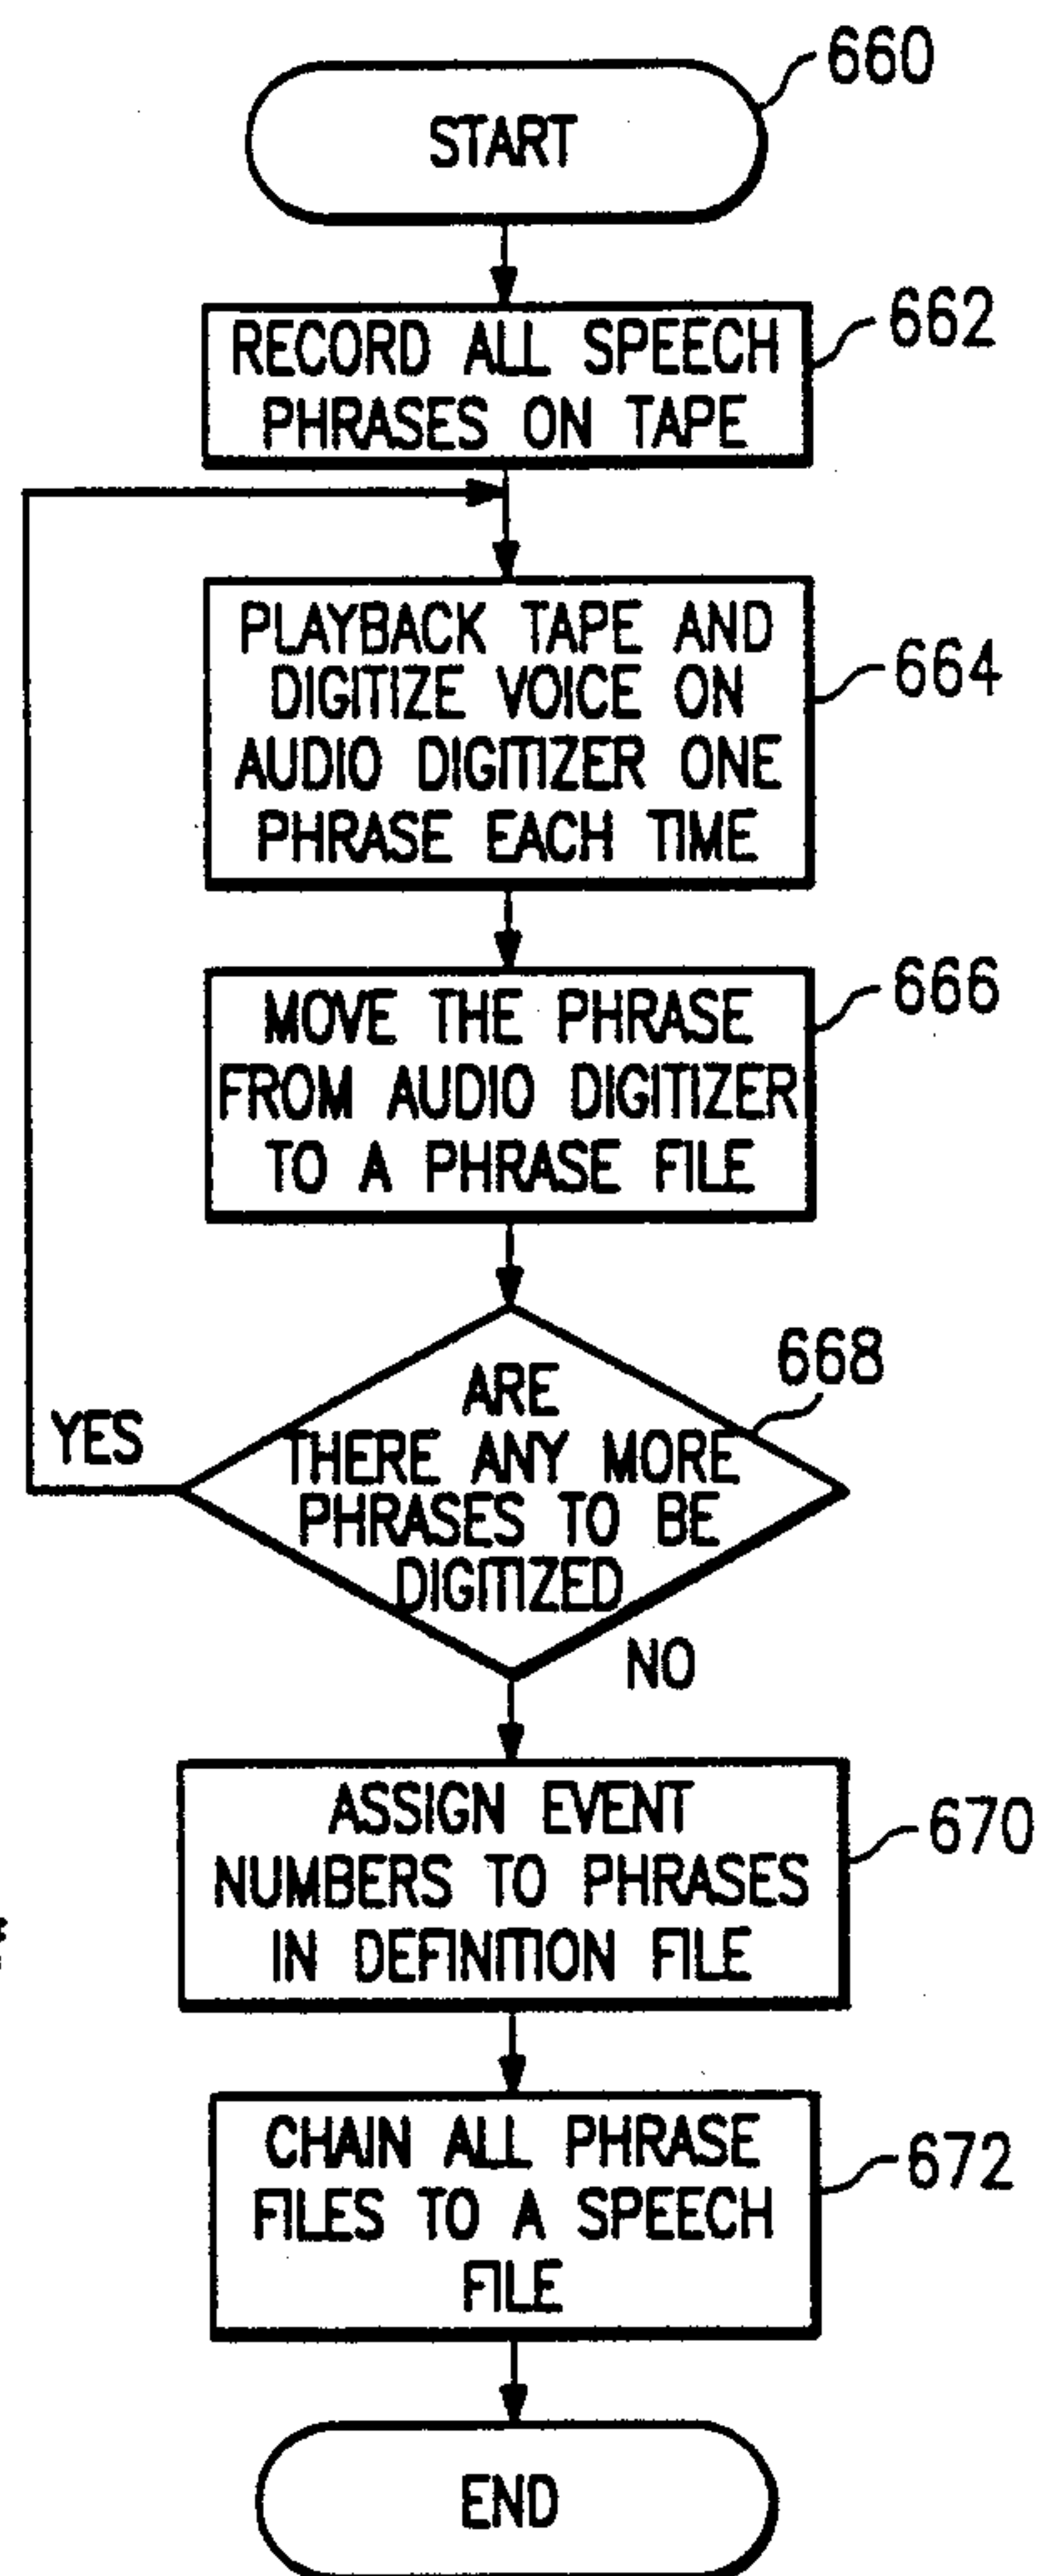 660
START
662
RECORD ALL SPEECH
PHRASES ON TAPE
664
PLAYBACK TAPE AND
DIGITIZE VOICE ON
AUDIO DIGITIZER ONE
PHRASE EACH TIME
666
MOVE THE PHRASE
FROM AUDIO DIGITIZER
TO A PHRASE FILE
668
ARE
THERE ANY MORE
PHRASES TO BE
DIGITIZED
YES
NO
670
ASSIGN EVENT
NUMBERS TO PHRASES
IN DEFINITION FILE
672
CHAIN ALL PHRASE
FILES TO A SPEECH
FILE
END